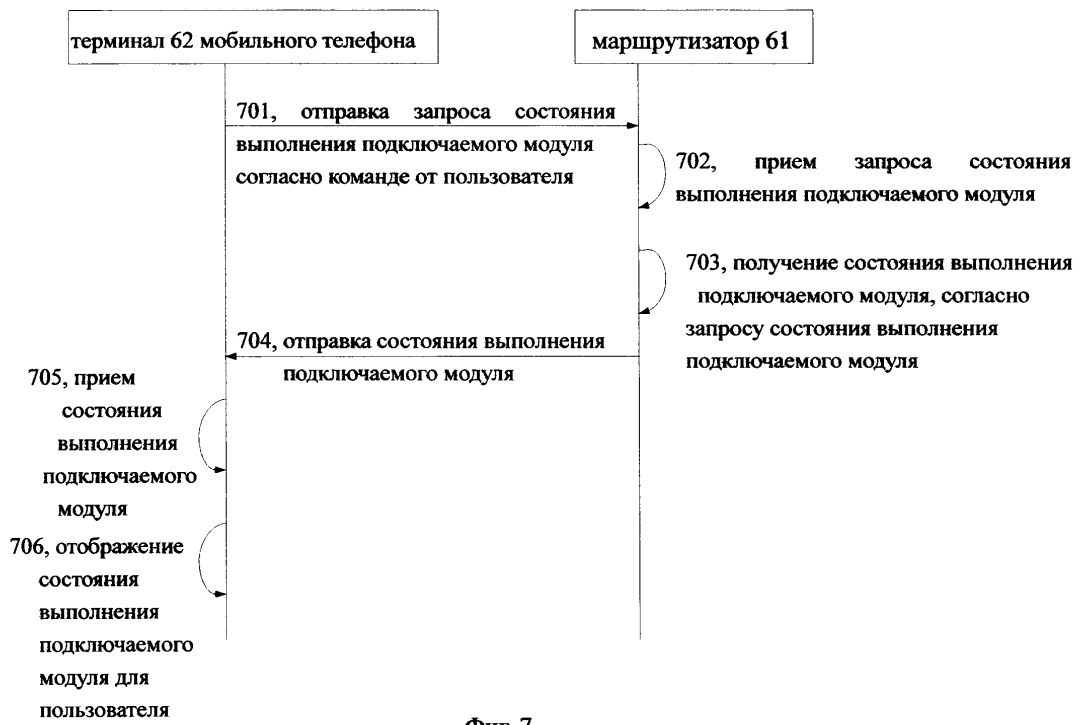 терминал 62 мобильного телефона
маршрутизатор 61
701, отправка запроса состояния
выполнения подключаемого модуля
согласно команде от пользователя
702, прием запроса состояния
выполнения подключаемого модуля
703, получение состояния выполнения
подключаемого модуля, согласно
запросу состояния выполнения
подключаемого модуля
704, отправка состояния выполнения
подключаемого модуля
705, прием
состояния
выполнения
подключаемого
модуля
706, отображение
состояния
выполнения
подключаемого
модуля для
пользователя
Фиг. 7